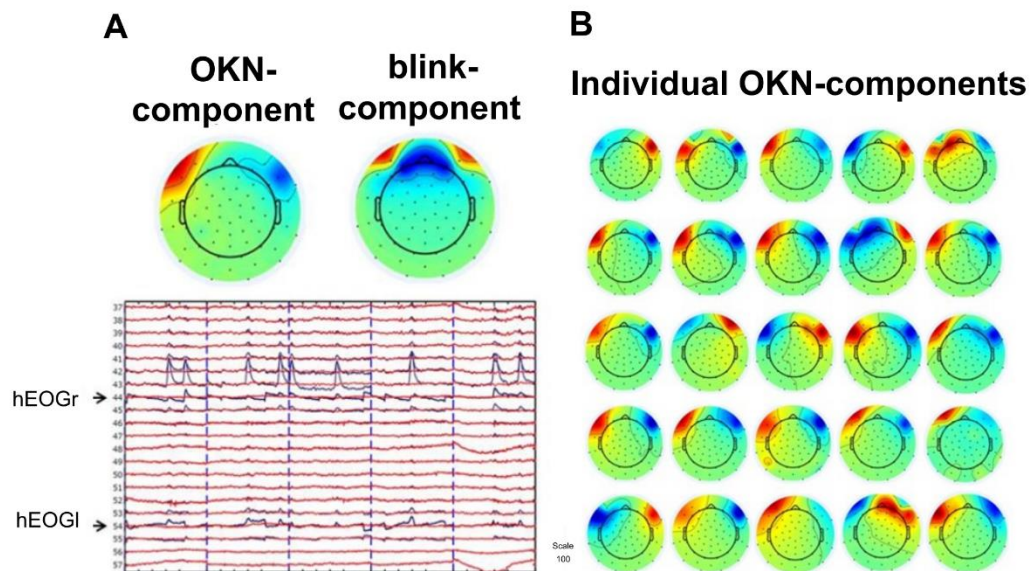 A
OKN-
component
blink-
component
37
38
39
40
41
42
43
hEOGr
44
45
46
47
48
49
50
51
52
53
hEOGl
54
55
56
57
B
Individual OKN-components
Scale
100